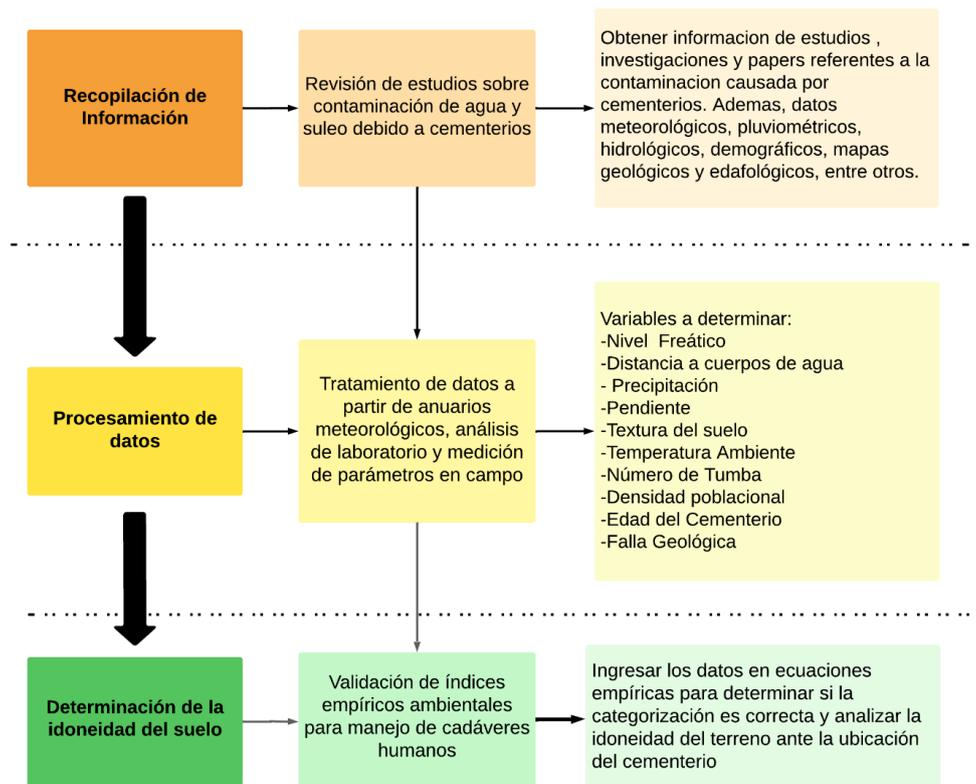 Recopilación de
Información
Revisión de estudios sobre
contaminación de agua y
suleo debido a cementerios
Obtener informacion de estudios ,
investigaciones y papers referentes a la
contaminacion causada por
cementerios. Ademas, datos
meteorológicos, pluviométricos,
hidrológicos, demográficos, mapas
geológicos y edafológicos, entre otros.
Procesamiento de
datos
Tratamiento de datos a
partir de anuarios
meteorológicos, análisis
de laboratorio y medición
de parámetros en campo
Variables a determinar:
-Nivel  Freático
-Distancia a cuerpos de agua
- Precipitación
-Pendiente
-Textura del suelo
-Temperatura Ambiente
-Número de Tumba
-Densidad poblacional
-Edad del Cementerio
-Falla Geológica
Determinación de la
idoneidad del suelo
Validación de índices
empíricos ambientales
para manejo de cadáveres
humanos
Ingresar los datos en ecuaciones
empíricas para determinar si la
categorización es correcta y analizar la
idoneidad del terreno ante la ubicación
del cementerio